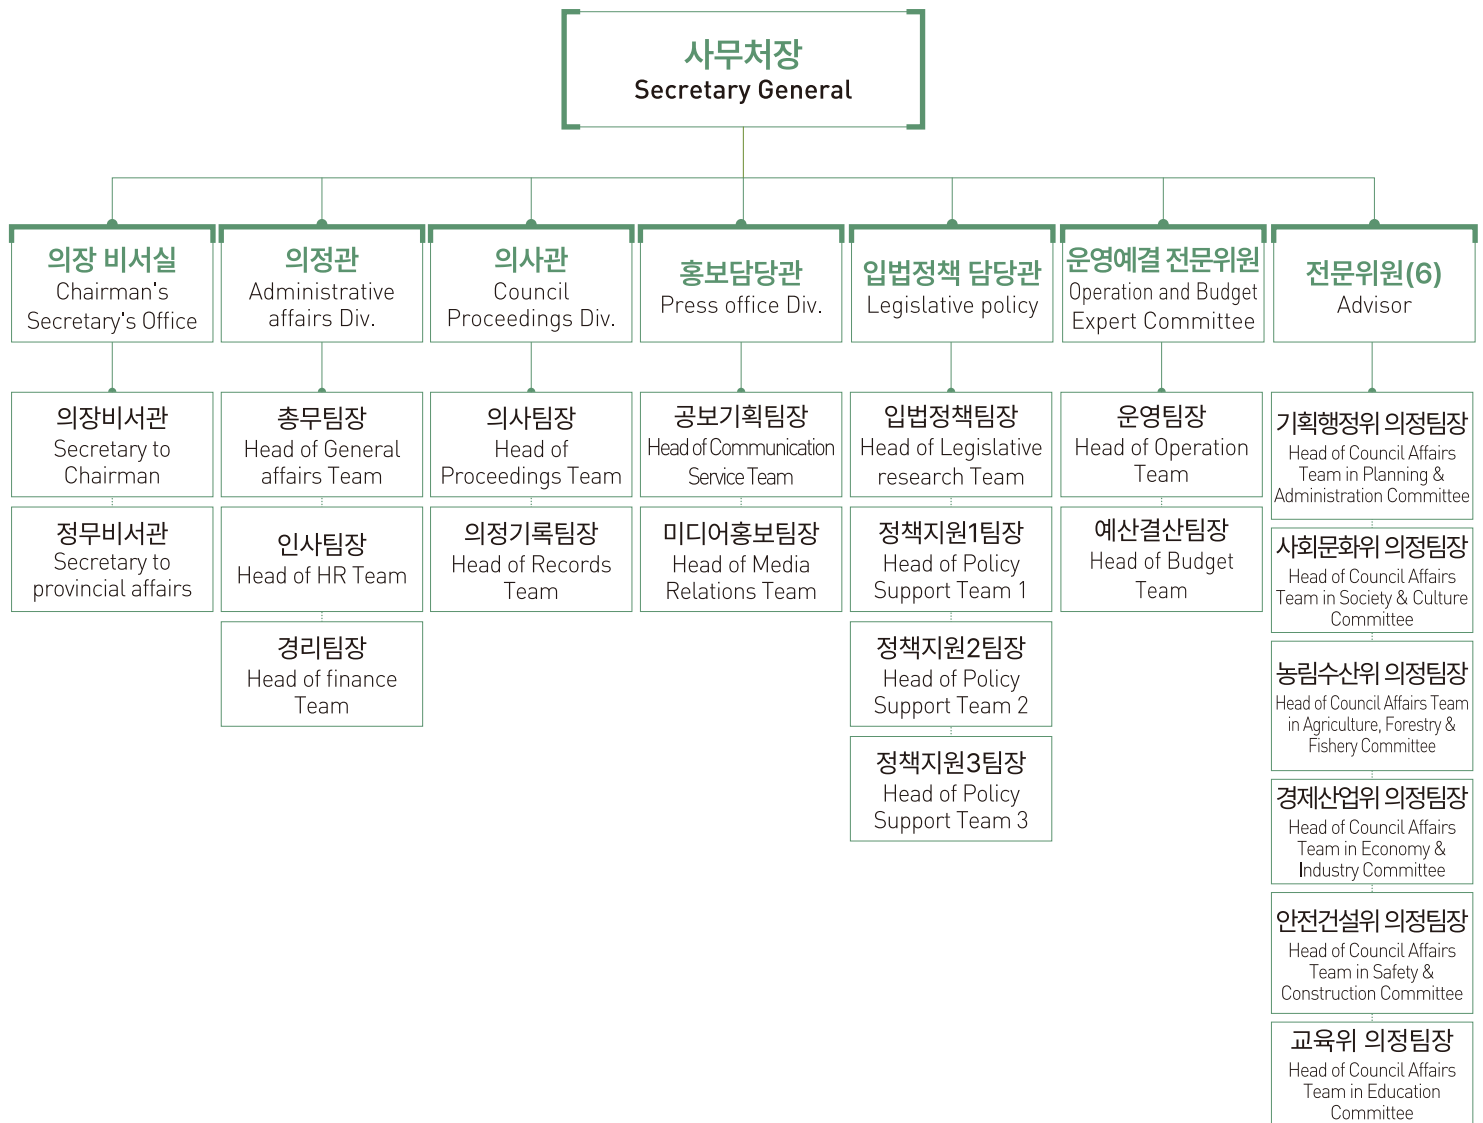 사무처장
Secretary General
의장 비서실
Chairman's
Secretary's Office
의정관
Administrative
affairs Div.
의사관
Council
Proceedings Div.
홍보담당관
Press office Div.
입법정책 담당관
Legislative policy
운영예결 전문위원
Operation and Budget
Expert Committee
전문위원(6)
Advisor
의장비서관
Secretary to
Chairman
정무비서관
Secretary to
provincial affairs
총무팀장
Head of General
affairs Team
인사팀장
Head of HR Team
경리팀장
Head of finance
Team
의사팀장
Head of
Proceedings Team
의정기록팀장
Head of Records
Team
공보기획팀장
Head of Communication
Service Team
미디어홍보팀장
Head of Media
Relations Team
입법정책팀장
Head of Legislative
research Team
정책지원1팀장
Head of Policy
Support Team 1
정책지원2팀장
Head of Policy
Support Team 2
정책지원3팀장
Head of Policy
Support Team 3
운영팀장
Head of Operation
Team
예산결산팀장
Head of Budget
Team
기획행정위 의정팀장
Head of Council Affairs
Team in Planning &
Administration Committee
사회문화위 의정팀장
Head of Council Affairs
Team in Society & Culture
Committee
농림수산위 의정팀장
Head of Council Affairs Team
in Agriculture, Forestry &
Fishery Committee
경제산업위 의정팀장
Head of Council Affairs
Team in Economy &
Industry Committee
안전건설위 의정팀장
Head of Council Affairs
Team in Safety &
Construction Committee
교육위 의정팀장
Head of Council Affairs
Team in Education
Committee